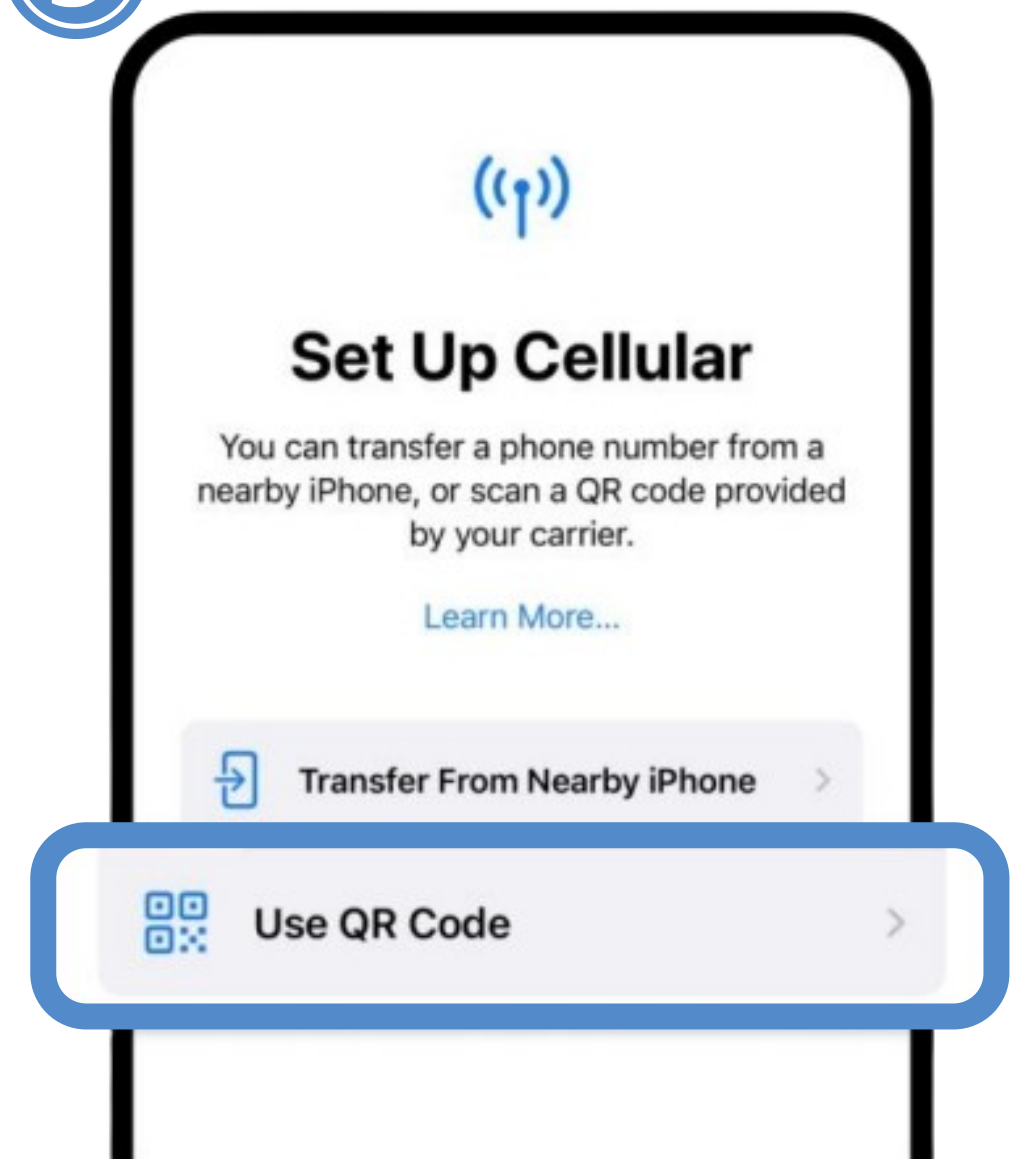 Set Up Cellular
You can transfer a phone number from a
nearby iPhone, or scan a QR code provided
by your carrier.
Learn More...
Transfer From Nearby iPhone
Use QR Code